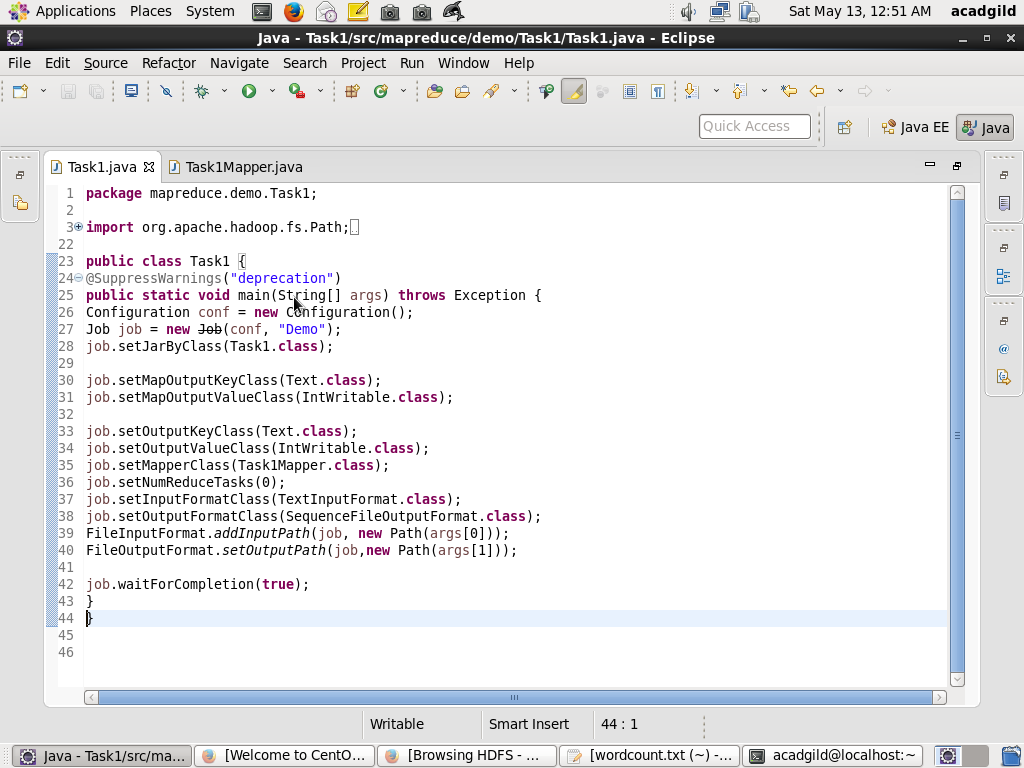 Applications Places System Sat May 13, 12:51 AM acadgild
Java - Task1/src/mapreduce/demo/Task1/Task1.java - Eclipse
File Edit Source Refactor Navigate Search Project Run Window Help
Quick Access Java EE Java
Task1.java Task1Mapper.java
1 package mapreduce.demo.Task1;
2
3 import org.apache.hadoop.fs.Path;
22
23 public class Task1 {
24 @SuppressWarnings("deprecation")
25 public static void main(String[] args) throws Exception {
26 Configuration conf = new Configuration();
27 Job job = new Job(conf, "Demo");
28 job.setJarByClass(Task1.class);
29
30 job.setMapOutputKeyClass(Text.class);
31 job.setMapOutputValueClass(IntWritable.class);
32
33 job.setOutputKeyClass(Text.class);
34 job.setOutputValueClass(IntWritable.class);
35 job.setMapperClass(Task1Mapper.class);
36 job.setNumReduceTasks(0);
37 job.setInputFormatClass(TextInputFormat.class);
38 job.setOutputFormatClass(SequenceFileOutputFormat.class);
39 FileInputFormat.addInputPath(job, new Path(args[0]));
40 FileOutputFormat.setOutputPath(job,new Path(args[1]));
41
42 job.waitForCompletion(true);
43 }
44 }
45
46
Writable Smart Insert 44 : 1
Java - Task1/src/ma... [Welcome to CentO... [Browsing HDFS - ... [wordcount.txt (~) -... acadgild@localhost:~